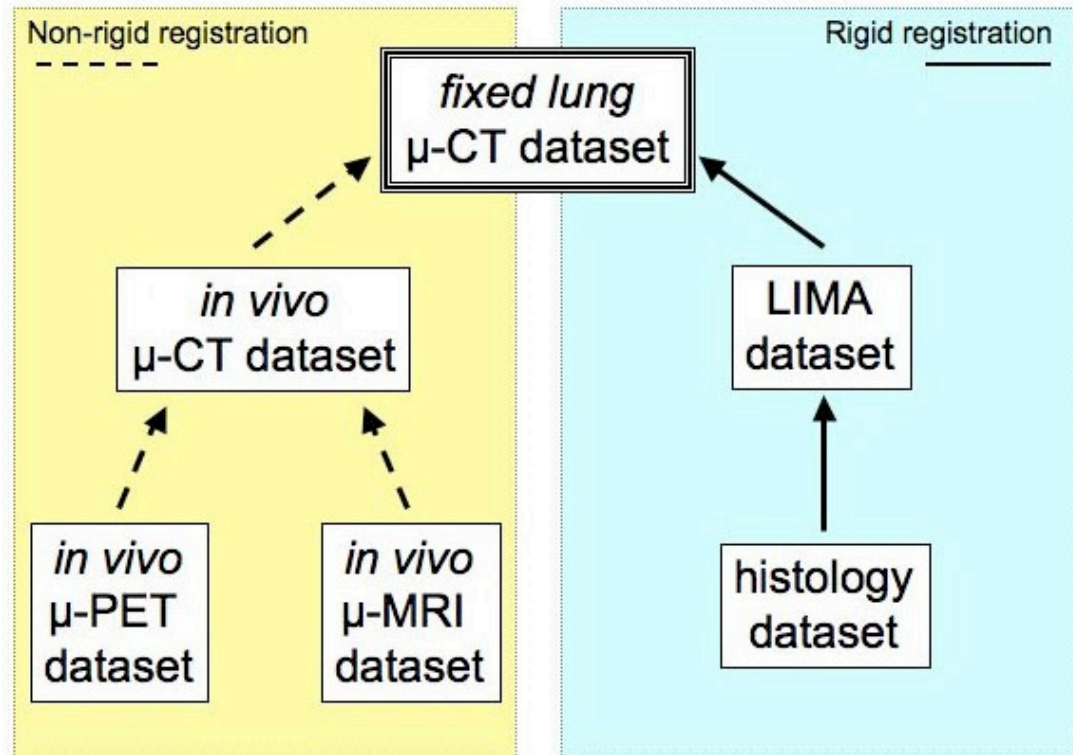 Non-rigid registration
Rigid registration
fixed lung
µ-CT dataset
in vivo
µ-CT dataset
LIMA
dataset
in vivo
µ-PET
dataset
in vivo
µ-MRI
dataset
histology
dataset